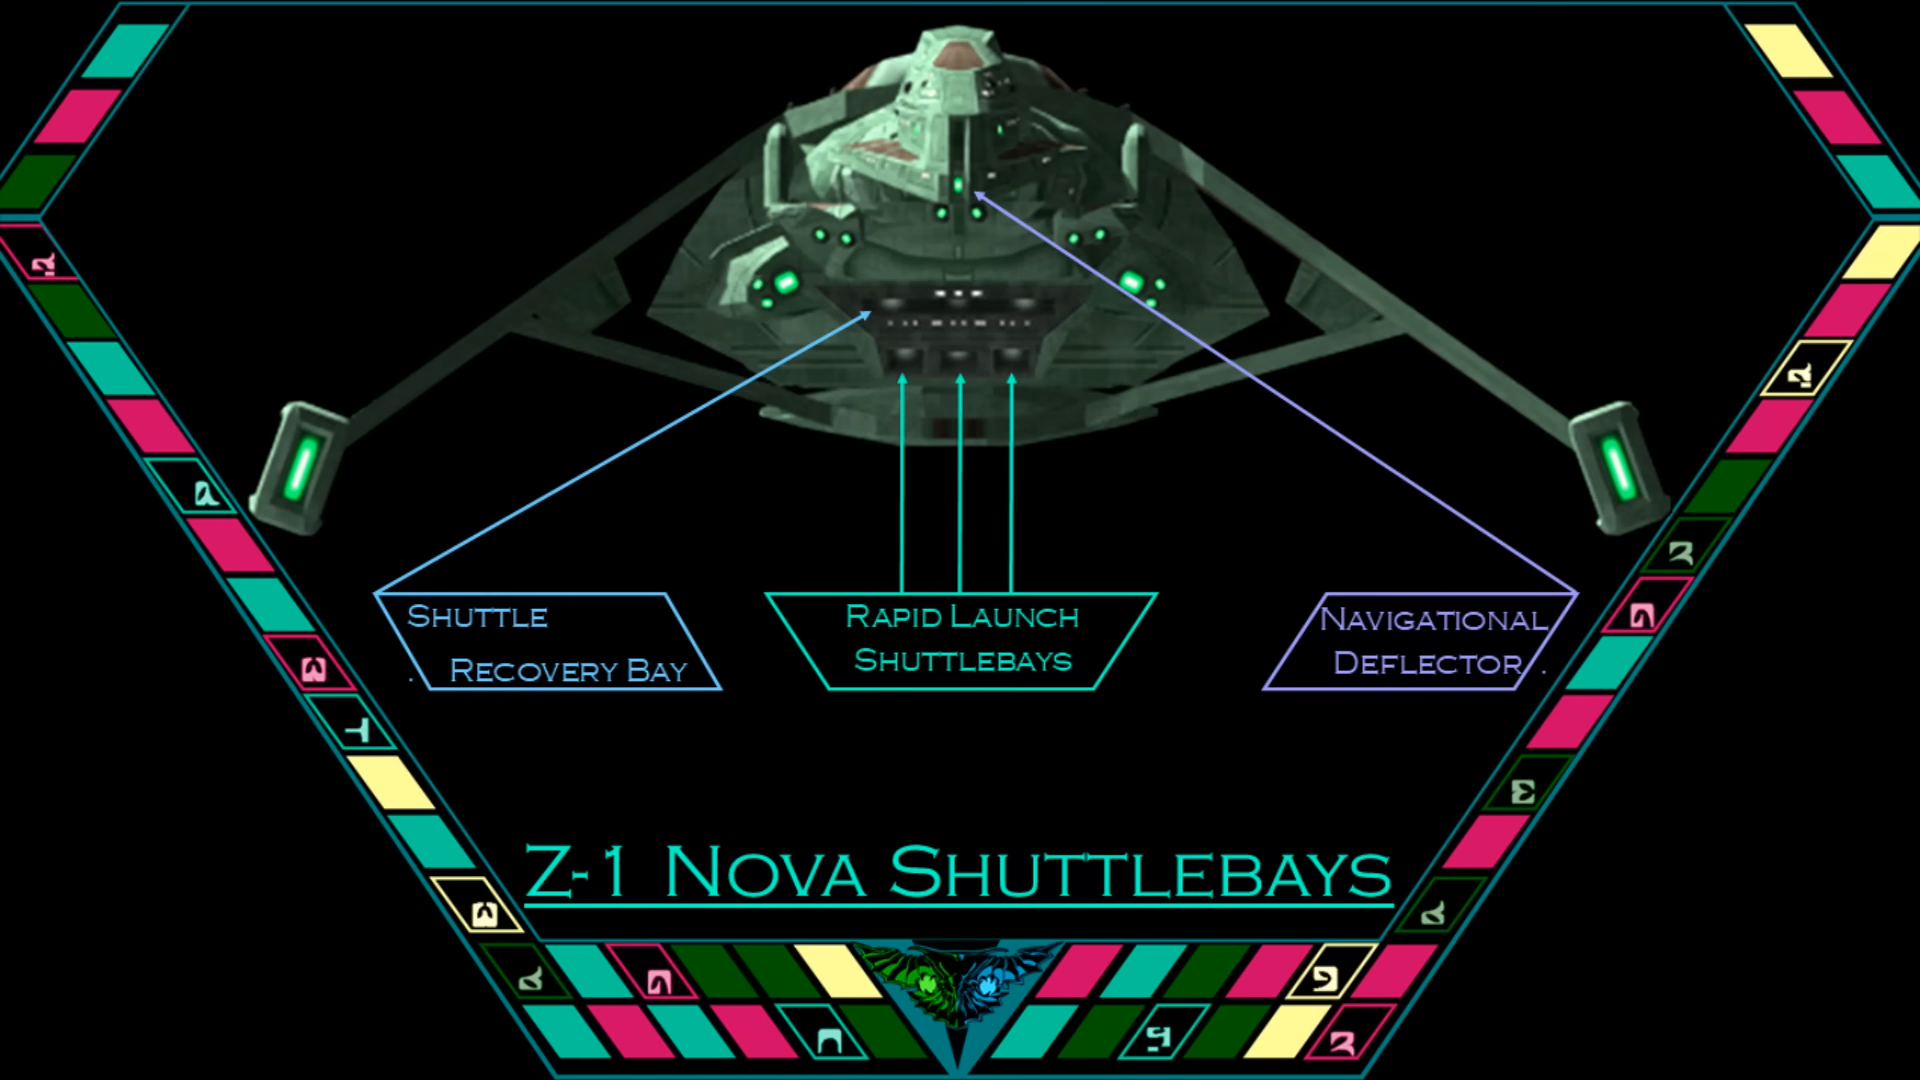 Shuttle
. Recovery Bay
Rapid Launch
Shuttlebays
Navigational
Deflector .
Z-1 Nova Shuttlebays